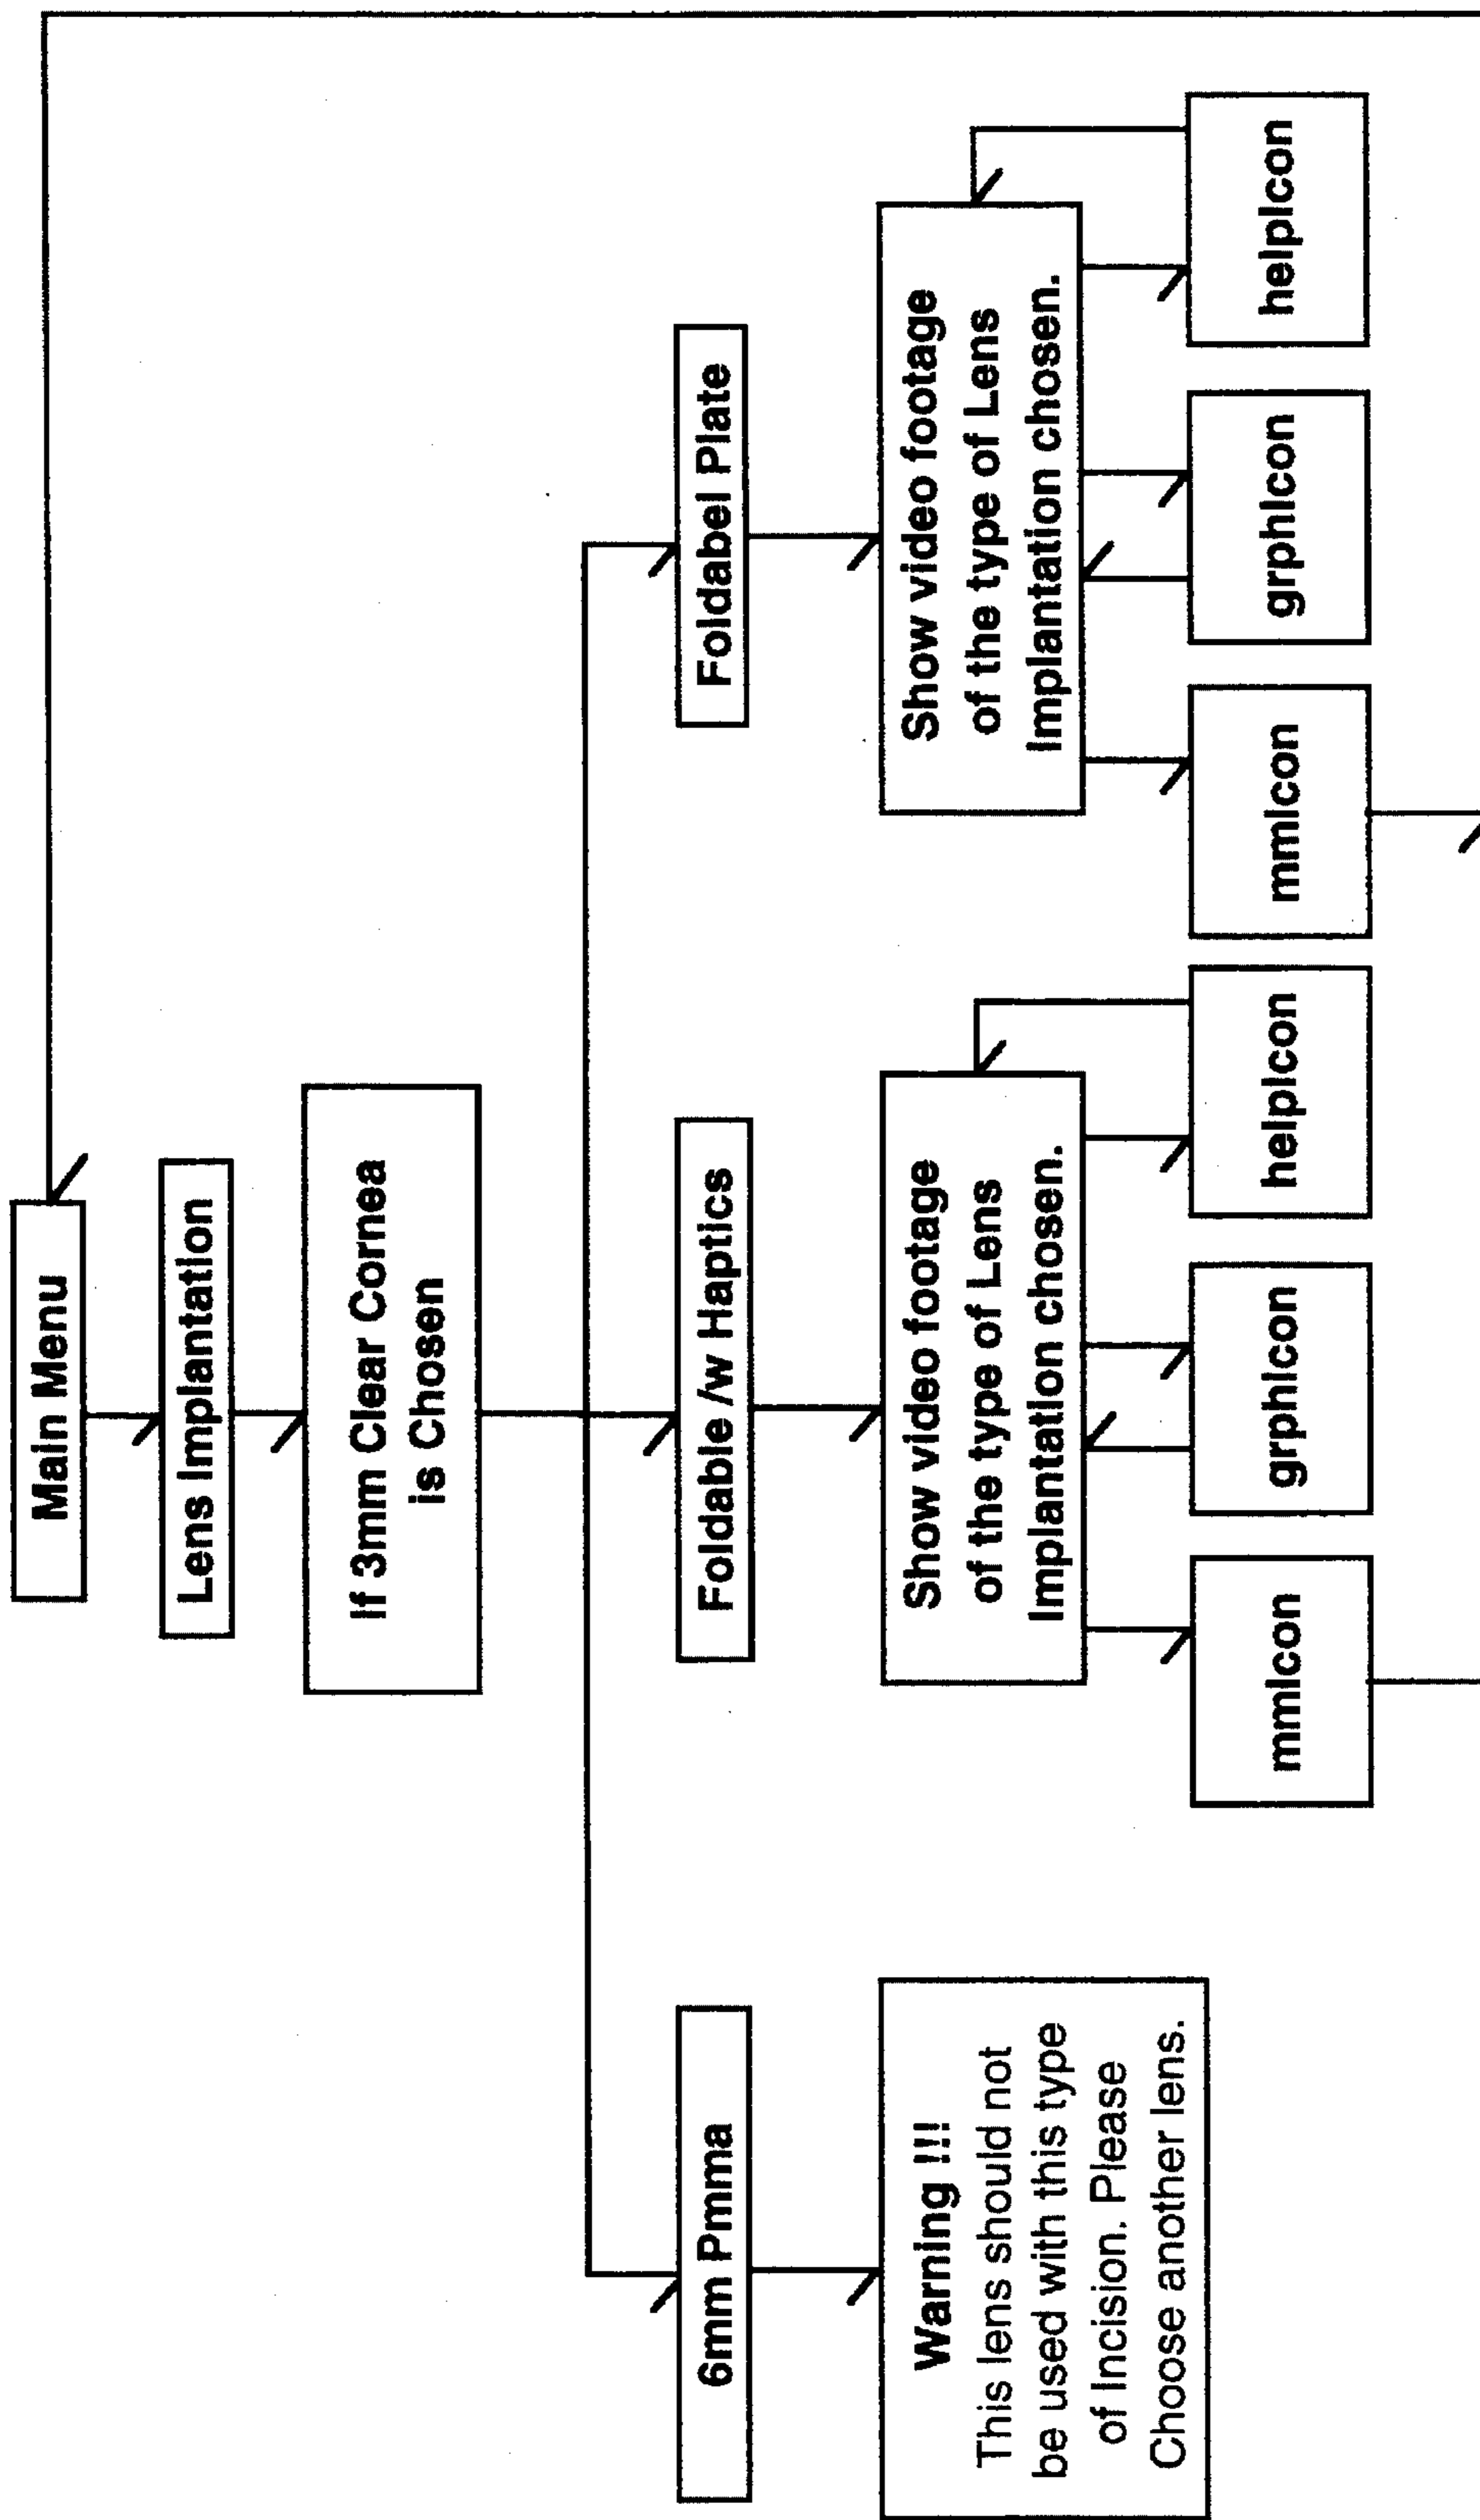 Main Menu
Lens Implantation
If 3mm Clear Cornea
is Chosen
6mm Pmma
Foldable /w Haptics
Foldabel Plate
Warning !!!
This lens should not
be used with this type
of Incision. Please
Choose another lens.
Show video footage
of the type of Lens
Implantation chosen.
Show video footage
of the type of Lens
Implantation chosen.
mmIcon
grphIcon
helpIcon
mmIcon
grphIcon
helpIcon